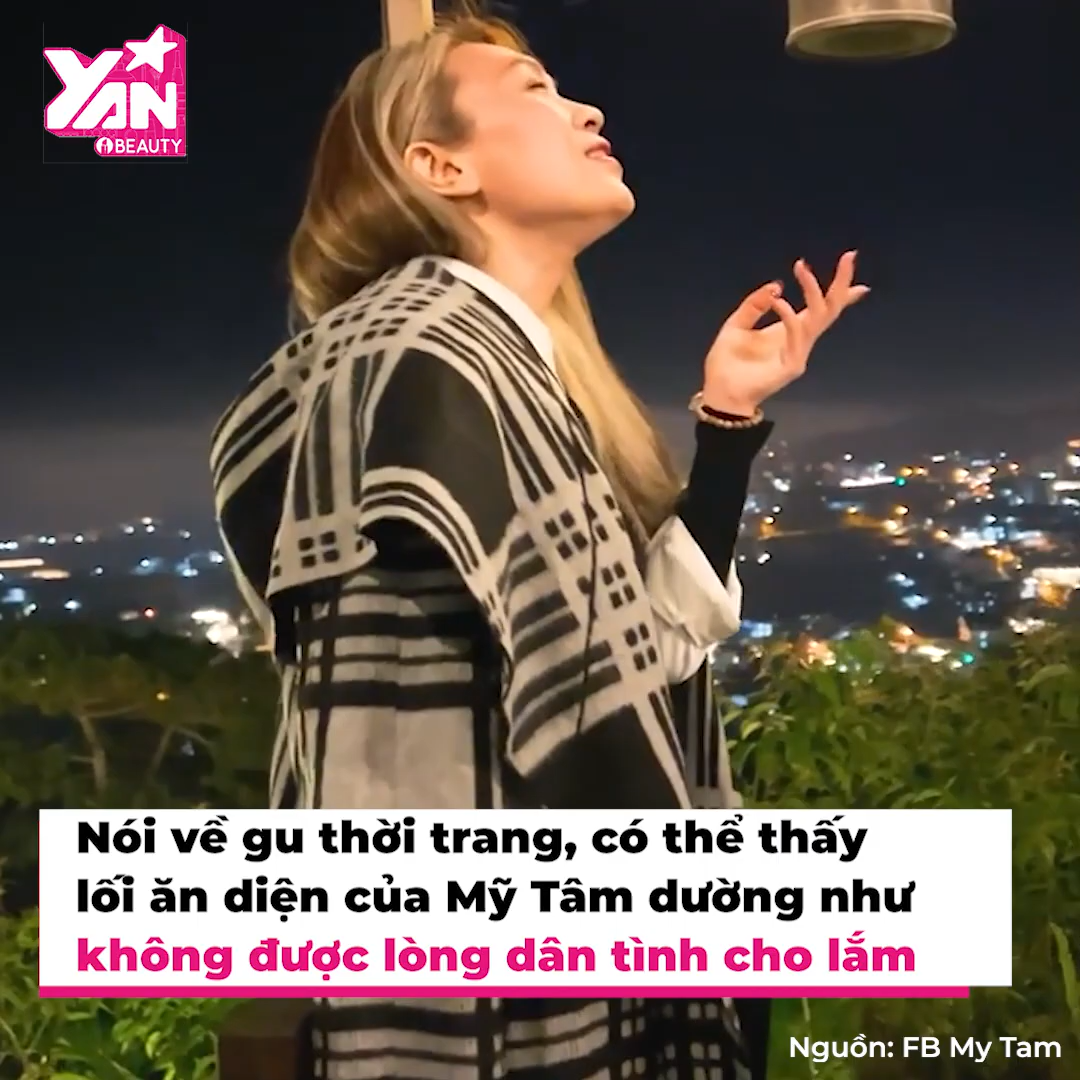 YAN
BEAUTY
Nói về gu thời trang, có thể thấy
lối ăn diện của Mỹ Tâm dường như
không được lòng dân tình cho lắm
Nguồn: FB My Tam